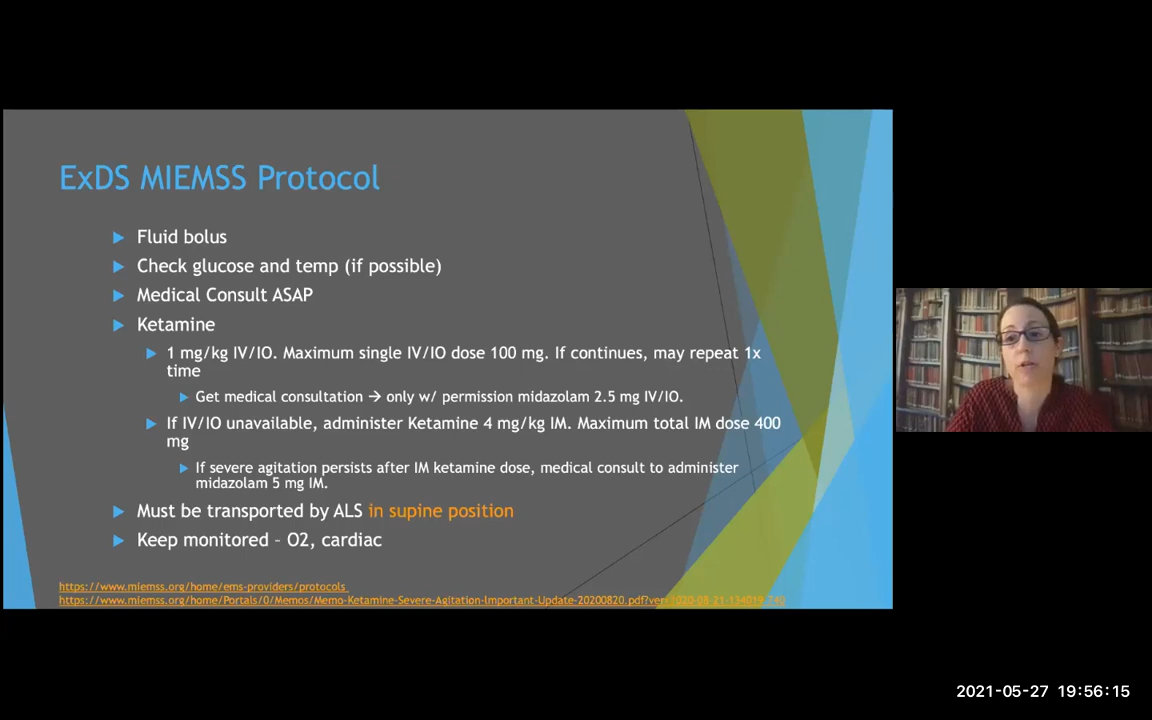 ExDS MIEMSS Protocol
Fluid bolus
Check glucose and temp (if possible)
Medical Consult ASAP
Ketamine
1 mg/kg IV/IO. Maximum single IV/IO dose 100 mg. If continues, may repeat 1x
time
Get medical consultation → only w/ permission midazolam 2.5 mg IV/IO.
If IV/IO unavailable, administer Ketamine 4 mg/kg IM. Maximum total IM dose 400
mg
If severe agitation persists after IM ketamine dose, medical consult to administer
midazolam 5 mg IM.
Must be transported by ALS in supine position
Keep monitored – O2, cardiac
https://www.miemss.org/home/ems-providers/protocols
https://www.miemss.org/home/Portals/0/Memos/Memo-Ketamine-Severe-Agitation-Important-Update-20200820.pdf?ver=2020-08-21-134019-740
2021-05-27 19:56:15